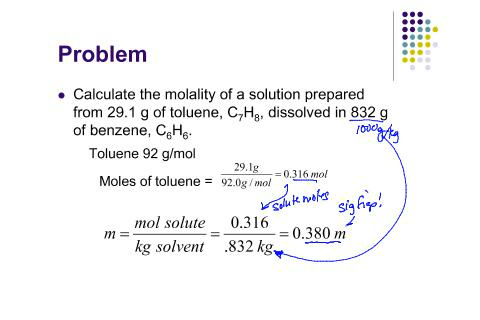 Problem
Calculate the molality of a solution prepared
from 29.1 g of toluene, C₇H₈, dissolved in 832 g
of benzene, C₆H₆.
1000g/kg
Toluene 92 g/mol
Moles of toluene = 29.1g / 92.0g / mol = 0.316 mol
solute moles
sig figs!
m = mol solute / kg solvent = 0.316 / .832 kg = 0.380 m